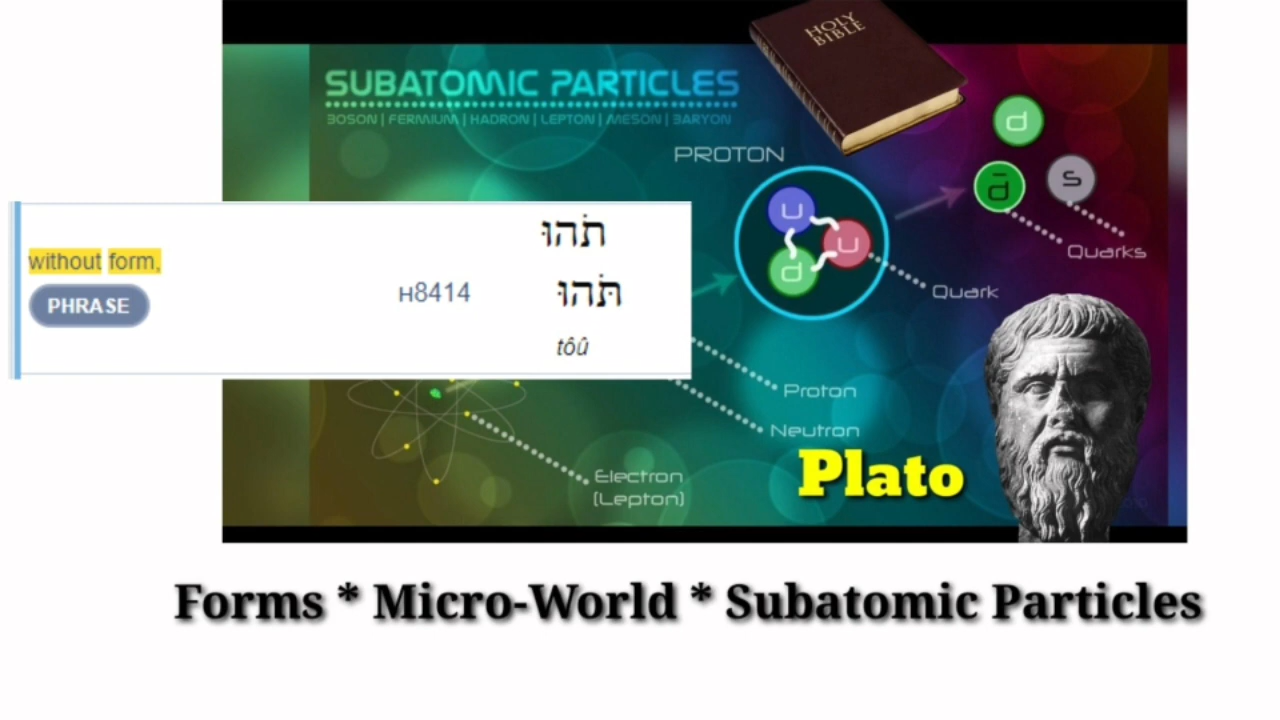 HOLY
BIBLE
SUBATOMIC PARTICLES
BOSON | FERMIUM | HADRON | LEPTON | MESON | BARYON
PROTON
u
u
d
d
d̄
s
Quarks
Quark
תֹהוּ
without form,
H8414
תֹּהוּ
PHRASE
tôû
Proton
Neutron
Plato
Electron
(Lepton)
Forms * Micro-World * Subatomic Particles